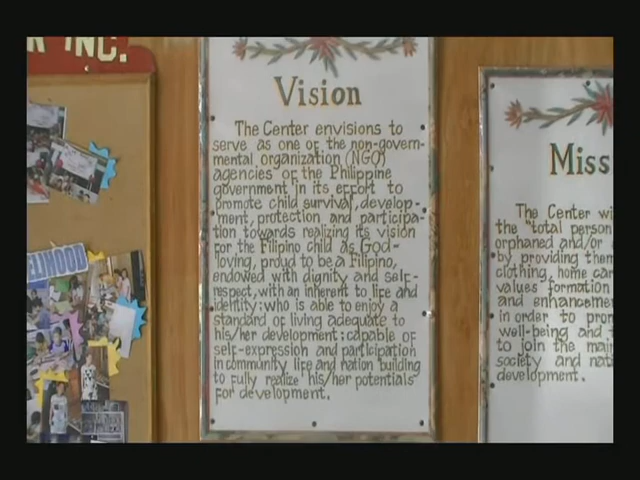 R INC.
Vision
The Center envisions to
serve as one of the non-govern-
mental organization (NGO)
agencies of the Philippine
government in its effort to
promote child survival, develop-
ment, protection and participa-
tion towards realizing its vision
for the Filipino child as God-
loving, proud to be a Filipino,
endowed with dignity and self-
respect, with an inherent to life and
identity; who is able to enjoy a
standard of living adequate to
his/her development; capable of
self-expression and participation
in community life and nation building
to fully realize his/her potentials
for development.
Miss
The Center wi
the "total person
orphaned and/or
by providing them
clothing, home car
values formation
and enhancemen
in order to pron
well-being and
to join the mai
society and nati
development.